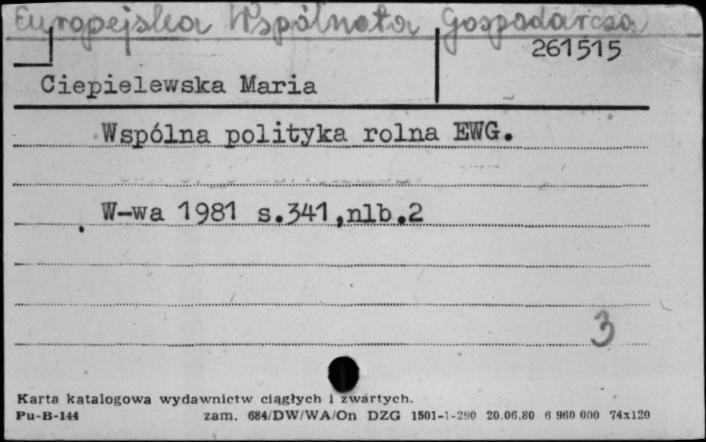 Europejska Wspólnota Gospodarcza
261515
Ciepielewska Maria
Wspólna polityka rolna EWG.
W-wa 1981 s.341,nlb.2
3
Karta katalogowa wydawnictw ciągłych i zwartych.
Pu-B-144 zam. 684/DW/WA/On DZG 1501-1-290 20.06.80 6 960 000 74x120